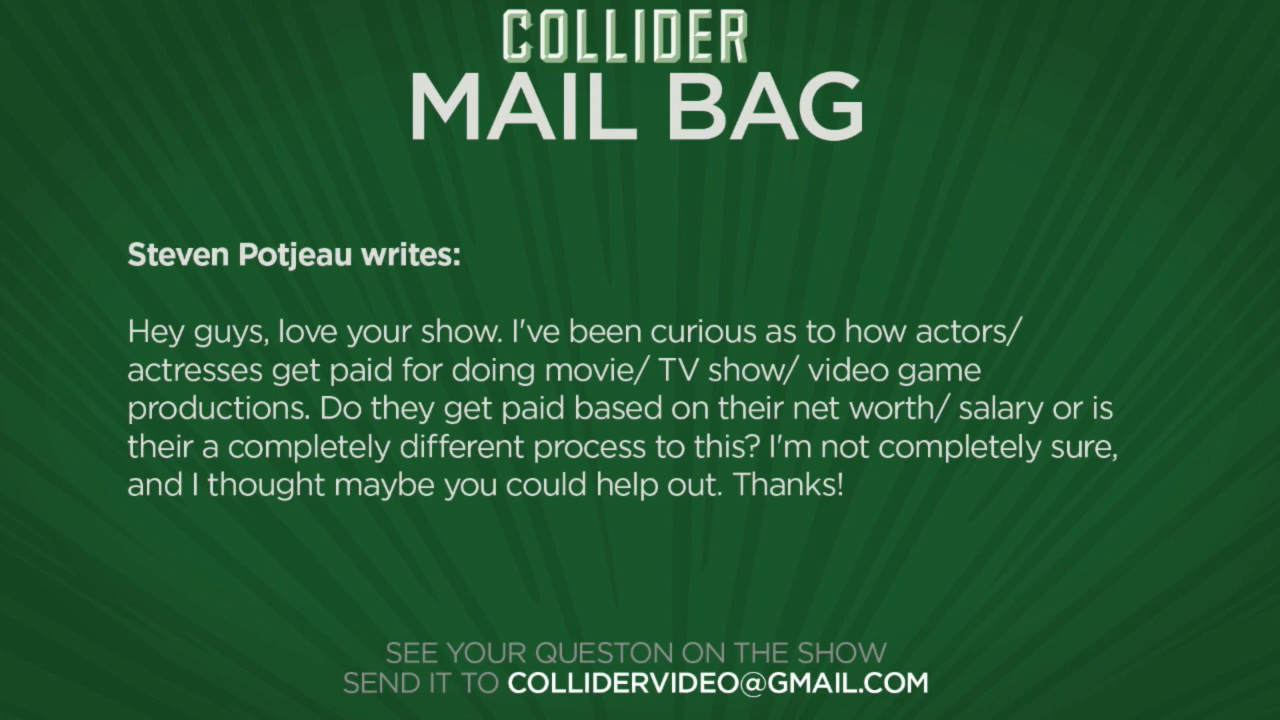 COLLIDER
MAIL BAG
Steven Potjeau writes:
Hey guys, love your show. I've been curious as to how actors/
actresses get paid for doing movie/ TV show/ video game
productions. Do they get paid based on their net worth/ salary or is
their a completely different process to this? I'm not completely sure,
and I thought maybe you could help out. Thanks!
SEE YOUR QUESTON ON THE SHOW
SEND IT TO COLLIDERVIDEO@GMAIL.COM